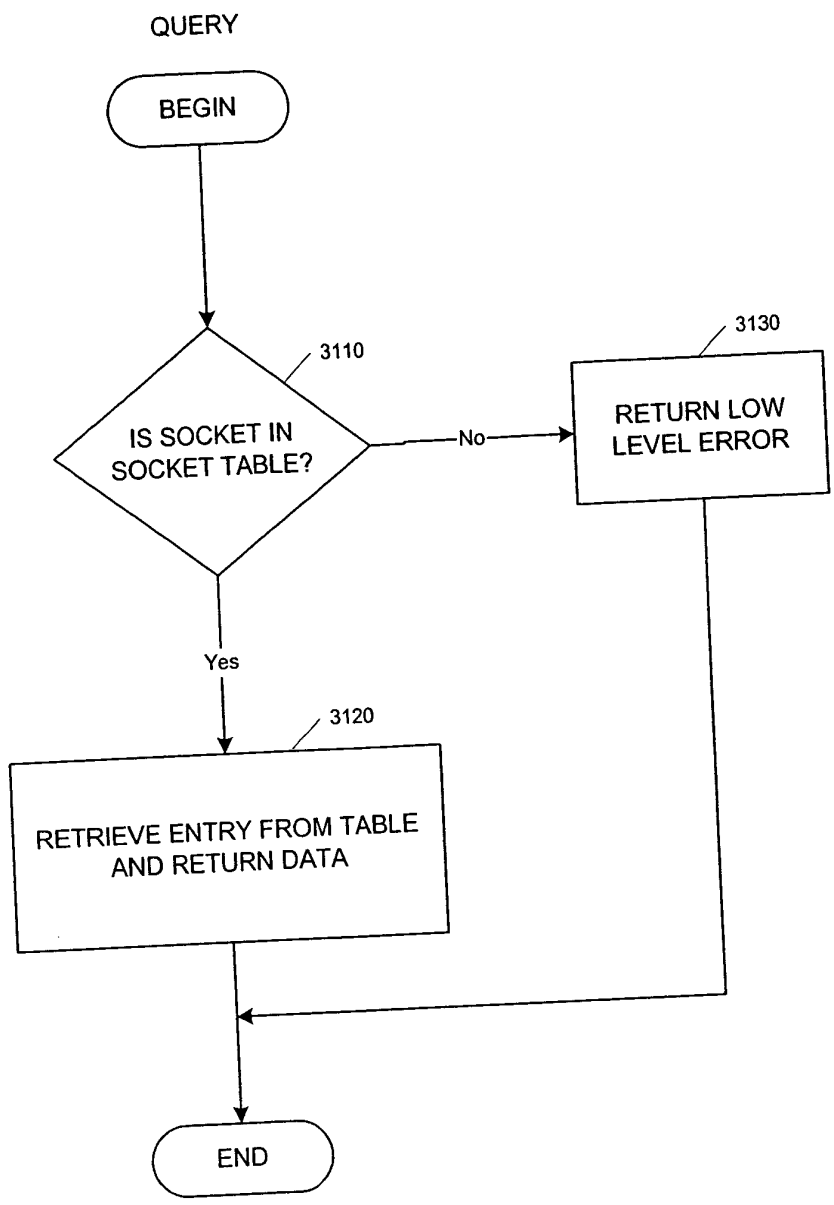 QUERY
BEGIN
3110
IS SOCKET IN
SOCKET TABLE?
No
3130
RETURN LOW
LEVEL ERROR
Yes
3120
RETRIEVE ENTRY FROM TABLE
AND RETURN DATA
END